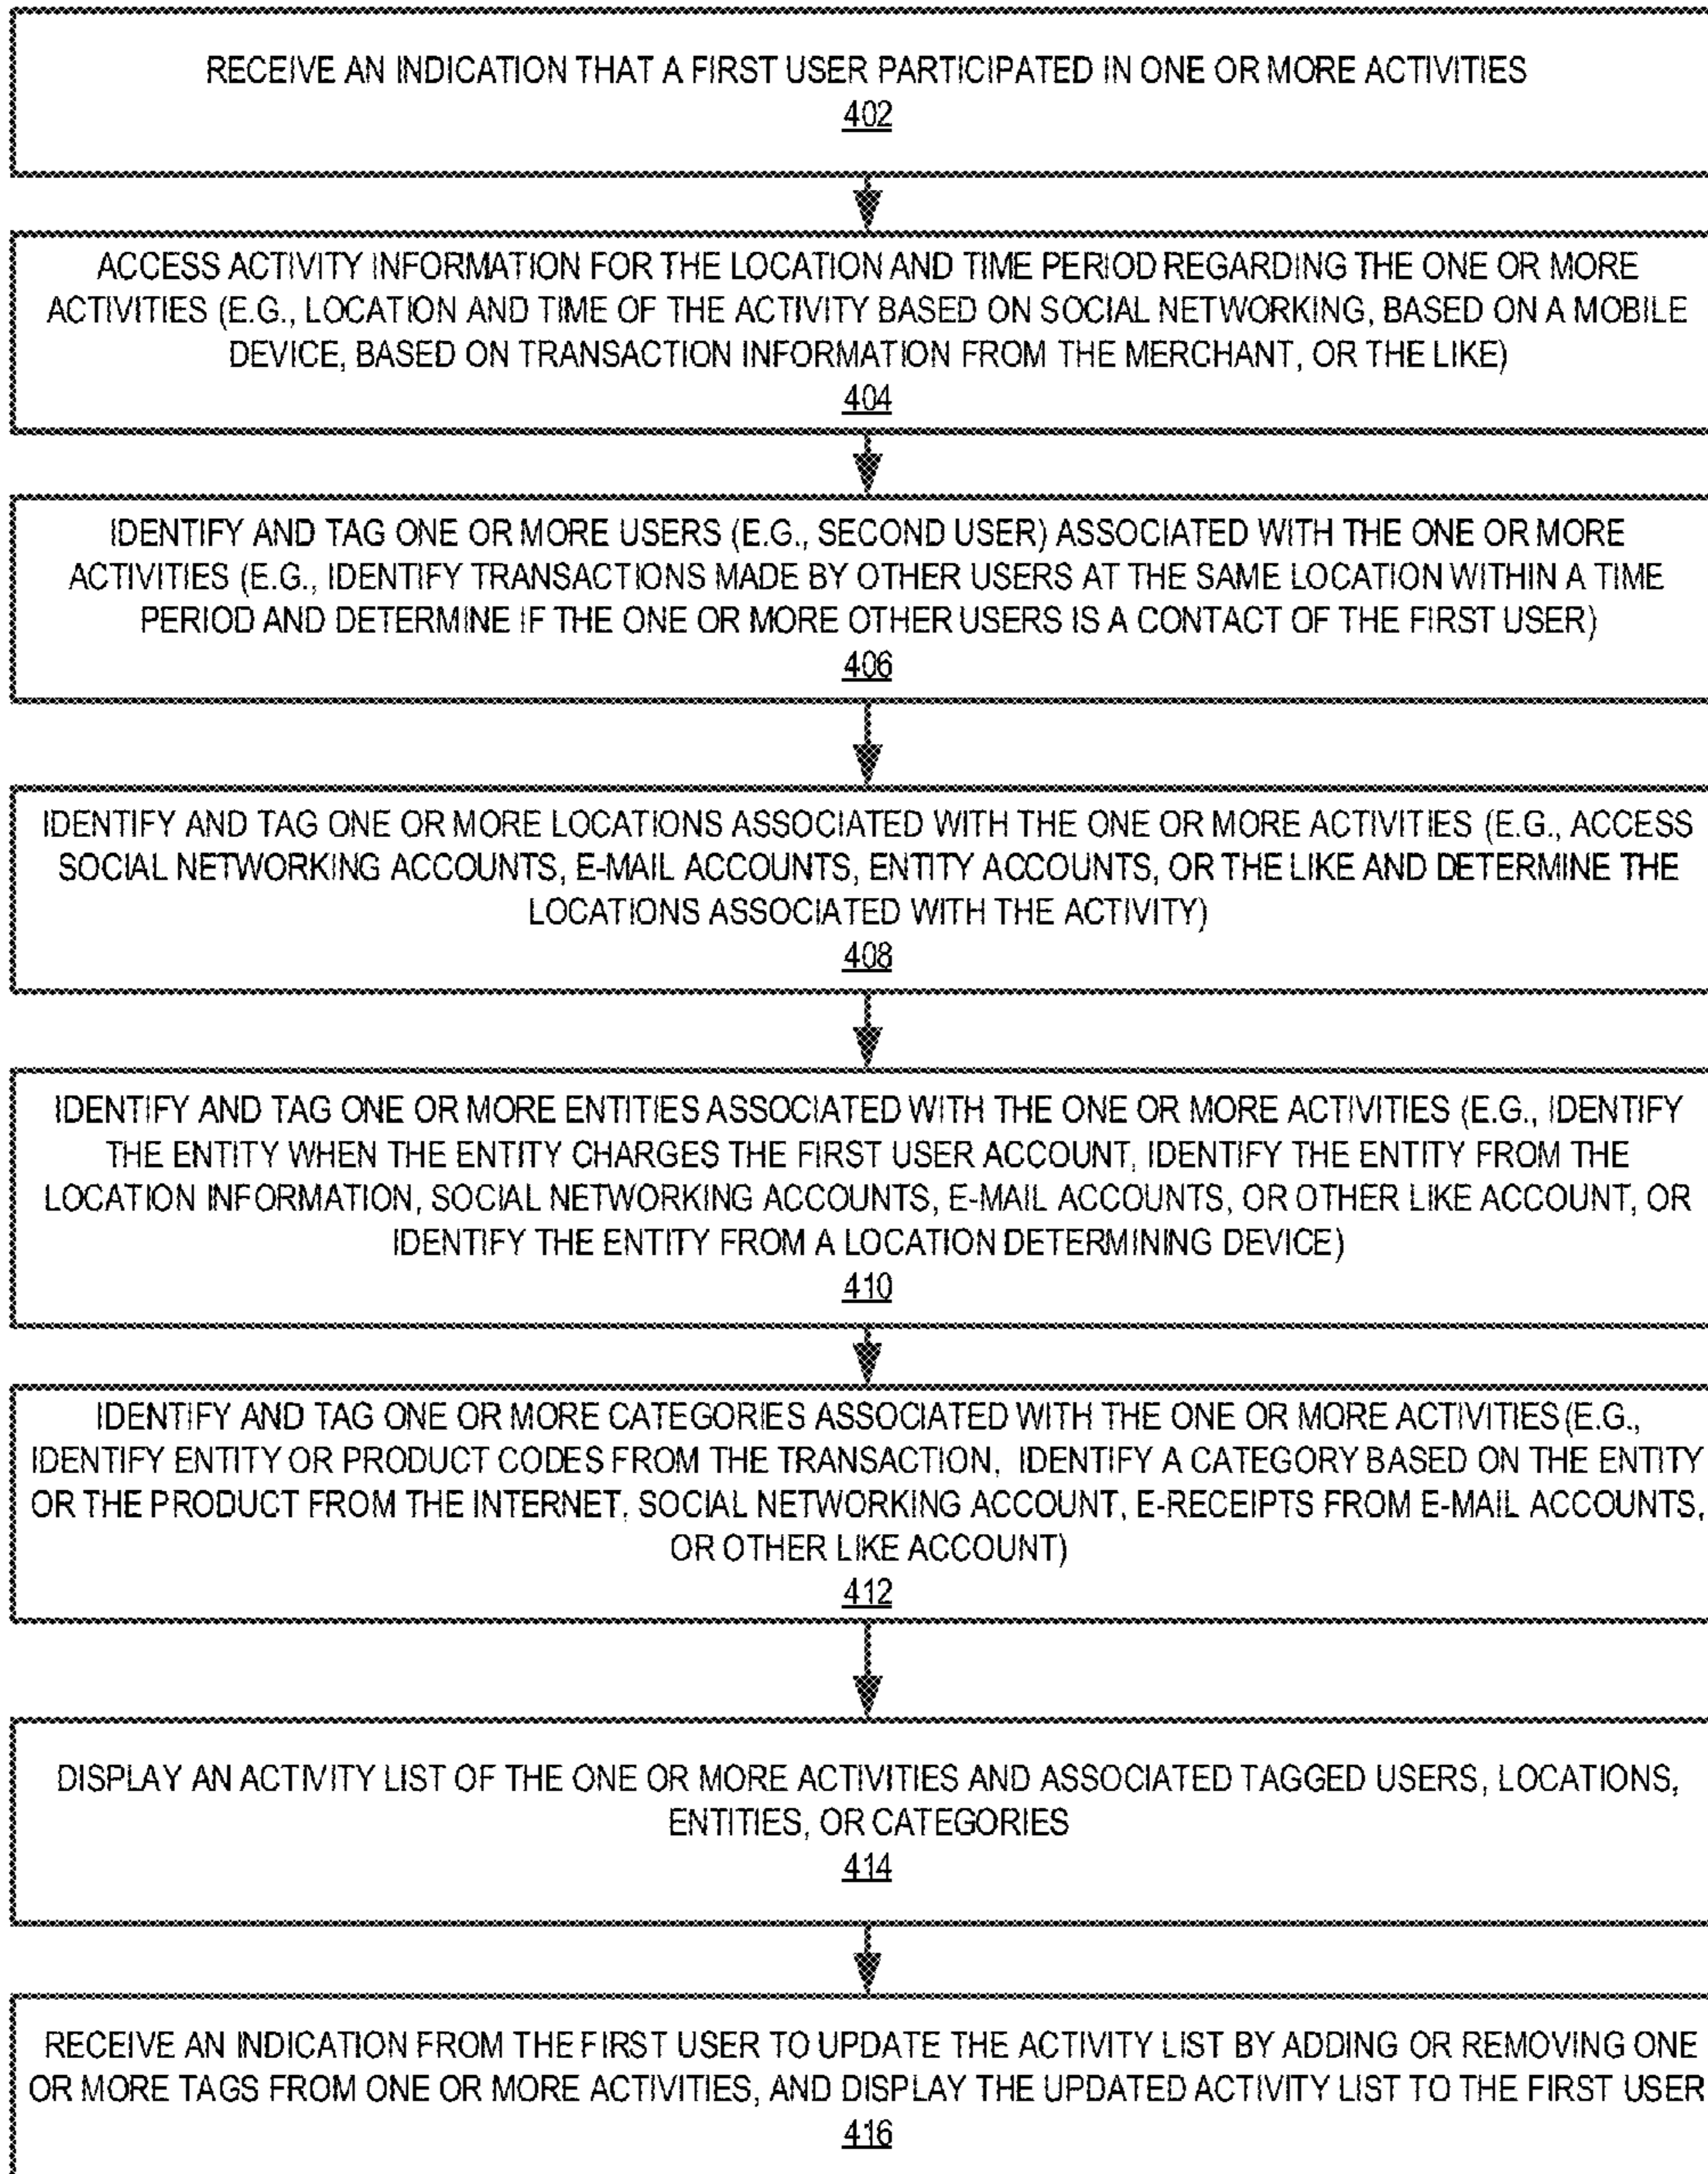 RECEIVE AN INDICATION THAT A FIRST USER PARTICIPATED IN ONE OR MORE ACTIVITIES
402
ACCESS ACTIVITY INFORMATION FOR THE LOCATION AND TIME PERIOD REGARDING THE ONE OR MORE
ACTIVITIES (E.G., LOCATION AND TIME OF THE ACTIVITY BASED ON SOCIAL NETWORKING, BASED ON A MOBILE
DEVICE, BASED ON TRANSACTION INFORMATION FROM THE MERCHANT, OR THE LIKE)
404
IDENTIFY AND TAG ONE OR MORE USERS (E.G., SECOND USER) ASSOCIATED WITH THE ONE OR MORE
ACTIVITIES (E.G., IDENTIFY TRANSACTIONS MADE BY OTHER USERS AT THE SAME LOCATION WITHIN A TIME
PERIOD AND DETERMINE IF THE ONE OR MORE OTHER USERS IS A CONTACT OF THE FIRST USER)
406
IDENTIFY AND TAG ONE OR MORE LOCATIONS ASSOCIATED WITH THE ONE OR MORE ACTIVITIES (E.G., ACCESS
SOCIAL NETWORKING ACCOUNTS, E-MAIL ACCOUNTS, ENTITY ACCOUNTS, OR THE LIKE AND DETERMINE THE
LOCATIONS ASSOCIATED WITH THE ACTIVITY)
408
IDENTIFY AND TAG ONE OR MORE ENTITIES ASSOCIATED WITH THE ONE OR MORE ACTIVITIES (E.G., IDENTIFY
THE ENTITY WHEN THE ENTITY CHARGES THE FIRST USER ACCOUNT, IDENTIFY THE ENTITY FROM THE
LOCATION INFORMATION, SOCIAL NETWORKING ACCOUNTS, E-MAIL ACCOUNTS, OR OTHER LIKE ACCOUNT, OR
IDENTIFY THE ENTITY FROM A LOCATION DETERMINING DEVICE)
410
IDENTIFY AND TAG ONE OR MORE CATEGORIES ASSOCIATED WITH THE ONE OR MORE ACTIVITIES (E.G.,
IDENTIFY ENTITY OR PRODUCT CODES FROM THE TRANSACTION, IDENTIFY A CATEGORY BASED ON THE ENTITY
OR THE PRODUCT FROM THE INTERNET, SOCIAL NETWORKING ACCOUNT, E-RECEIPTS FROM E-MAIL ACCOUNTS,
OR OTHER LIKE ACCOUNT)
412
DISPLAY AN ACTIVITY LIST OF THE ONE OR MORE ACTIVITIES AND ASSOCIATED TAGGED USERS, LOCATIONS,
ENTITIES, OR CATEGORIES
414
RECEIVE AN INDICATION FROM THE FIRST USER TO UPDATE THE ACTIVITY LIST BY ADDING OR REMOVING ONE
OR MORE TAGS FROM ONE OR MORE ACTIVITIES, AND DISPLAY THE UPDATED ACTIVITY LIST TO THE FIRST USER
416